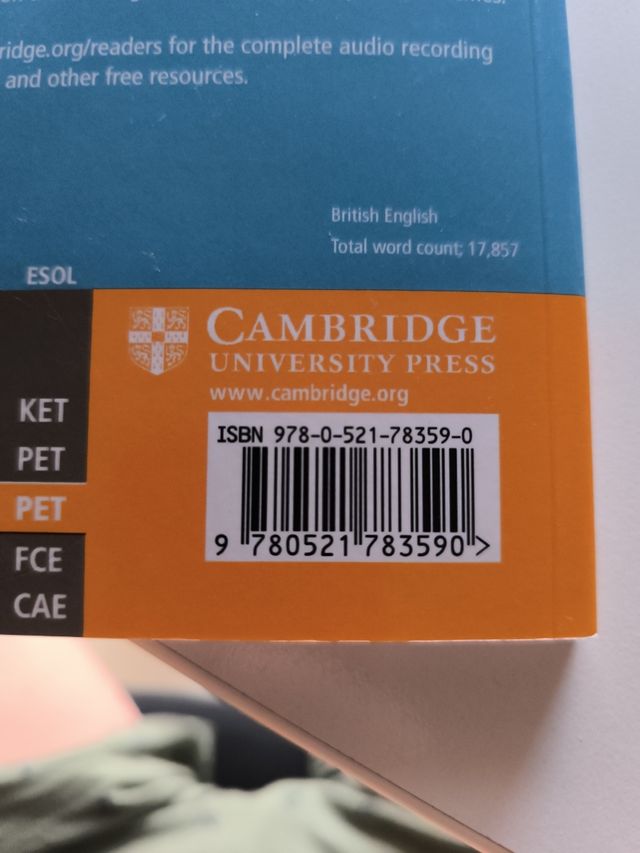 ridge.org/readers for the complete audio recording
and other free resources.
British English
Total word count; 17,857
ESOL
CAMBRIDGE
UNIVERSITY PRESS
www.cambridge.org
KET
PET
PET
FCE
CAE
ISBN 978-0-521-78359-0
9 780521 783590 >